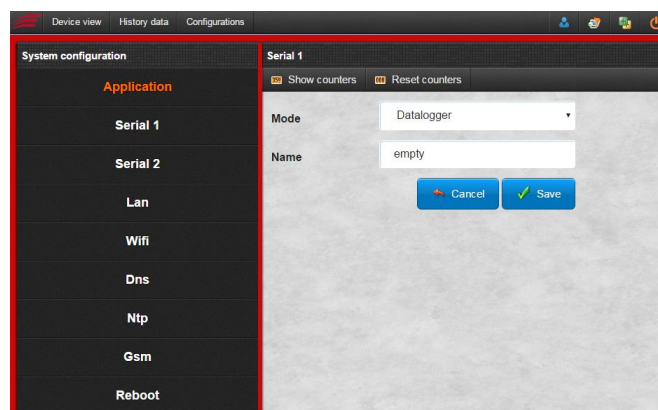 Device view History data Configurations
System configuration
Application
Serial 1
Serial 2
Lan
Wifi
Dns
Ntp
Gsm
Reboot
Serial 1
Show counters Reset counters
Mode Datalogger
Name empty
Cancel Save